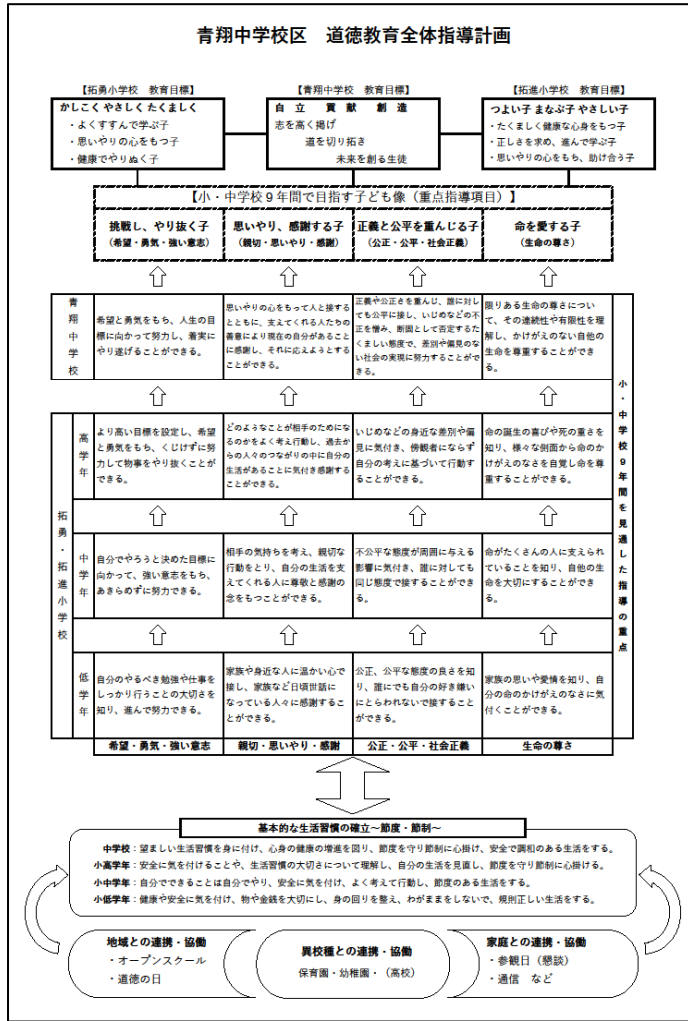 青翔中学校区　道徳教育全体指導計画
【拓勇小学校　教育目標】
かしこく やさしく たくましく
・よくすすんで学ぶ子
・思いやりの心をもつ子
・健康でやりぬく子
【青翔中学校　教育目標】
自 立　貢 献　創 造
志を高く掲げ
道を切り拓き
未来を創る生徒
【拓進小学校　教育目標】
つよい子 まなぶ子 やさしい子
・たくましく健康な心身をもつ子
・正しさを求め、進んで学ぶ子
・思いやりの心をもち、助け合う子
【小・中学校９年間で目指す子ども像（重点指導項目）】
挑戦し、やり抜く子
（希望・勇気・強い意志）
思いやり、感謝する子
（親切・思いやり・感謝）
正義と公平を重んじる子
（公正・公平・社会正義）
命を愛する子
（生命の尊さ）
青翔中学校
希望と勇気をもち、人生の目
標に向かって努力し、着実に
やり遂げることができる。
思いやりの心をもって人と接する
とともに、支えてくれる人たちの
善意により現在の自分があること
に感謝し、それに応えようとする
ことができる。
正義や公正さを重んじ、誰に対し
ても公平に接し、いじめなどの不
正を憎み、断固として否定するた
くましい態度で、差別や偏見のな
い社会の実現に努力することがで
きる。
限りある生命の尊さについ
て、その連続性や有限性を理
解し、かけがえのない自他の
生命を尊重することができ
る。
小・中学校９年間を見通した指導の重点
拓勇・拓進小学校
高学年
より高い目標を設定し、希望
と勇気をもち、くじけずに努
力して物事をやり抜くことが
できる。
どのようなことが相手のためにな
るのかをよく考え行動し、過去か
らの人々のつながりの中に自分の
生活があることに気付き感謝す
ることができる。
いじめなどの身近な差別や偏
見に気付き、傍観者にならず
自分の考えに基づいて行動す
ることができる。
命の誕生の喜びや死の重さを
知り、様々な側面から命のか
けがえのなさを自覚し命を尊
重することができる。
中学年
自分でやろうと決めた目標に
向かって、強い意志をもち、
あきらめずに努力できる。
相手の気持ちを考え、親切な
行動をとり、自分の生活を支
えてくれる人に尊敬と感謝の
念をもつことができる。
不公平な態度が周囲に与える
影響に気付き、誰に対しても
同じ態度で接することができ
る。
命がたくさんの人に支えられ
ていることを知り、自他の生
命を大切にすることができ
る。
低学年
自分のやるべき勉強や仕事を
しっかり行うことの大切さを
知り、進んで努力できる。
家族や身近な人に温かい心で
接し、家族など日頃世話に
なっている人々に感謝するこ
とができる。
公正、公平な態度の良さを知
り、誰にでも自分の好き嫌い
にとらわれないで接すること
ができる。
家族の思いや愛情を知り、自
分の命のかけがえのなさに気
付くことができる。
希望・勇気・強い意志
親切・思いやり・感謝
公正・公平・社会正義
生命の尊さ
基本的な生活習慣の確立～節度・節制～
中学校：望ましい生活習慣を身に付け、心身の健康の増進を図り、節度を守り節制に心掛け、安全で調和のある生活をする。
小高学年：安全に気を付けることや、生活習慣の大切さについて理解し、自分の生活を見直し、節度を守り節制に心掛ける。
小中学年：自分でできることは自分でやり、安全に気を付け、よく考えて行動し、節度のある生活をする。
小低学年：健康や安全に気を付け、物や金銭を大切にし、身の回りを整え、わがままをしないで、規則正しい生活をする。
地域との連携・協働
・オープンスクール
・道徳の日
異校種との連携・協働
保育園・幼稚園・（高校）
家庭との連携・協働
・参観日（懇談）
・通信　など